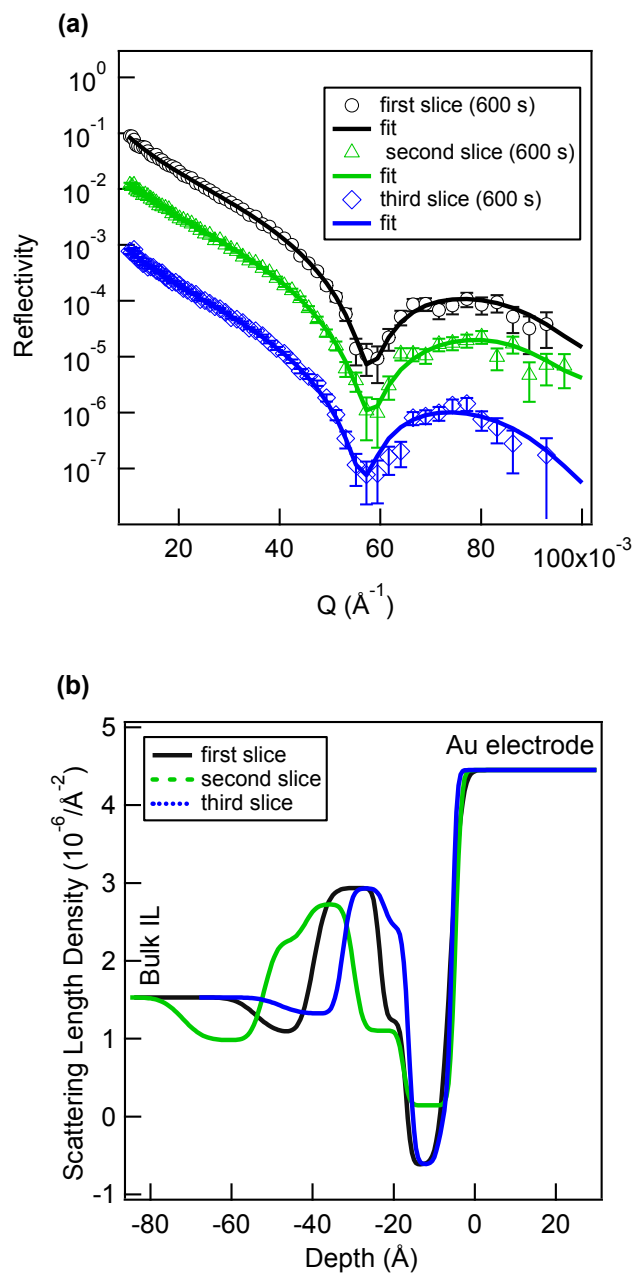 (a)
10⁰
10⁻¹
10⁻²
10⁻³
10⁻⁴
10⁻⁵
10⁻⁶
10⁻⁷
Reflectivity
first slice (600 s)
fit
second slice (600 s)
fit
third slice (600 s)
fit
20 40 60 80 100x10⁻³
Q (Å⁻¹)
(b)
5
4
3
2
1
0
-1
Scattering Length Density (10⁻⁶/Å⁻²)
first slice
second slice
third slice
Au electrode
Bulk IL
-80 -60 -40 -20 0 20
Depth (Å)